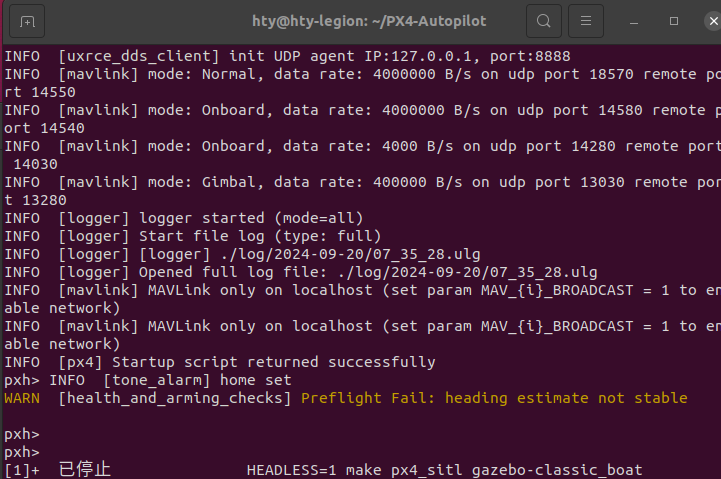 hty@hty-legion: ~/PX4-Autopilot
INFO  [uxrce_dds_client] init UDP agent IP:127.0.0.1, port:8888
INFO  [mavlink] mode: Normal, data rate: 4000000 B/s on udp port 18570 remote po
rt 14550
INFO  [mavlink] mode: Onboard, data rate: 4000000 B/s on udp port 14580 remote p
ort 14540
INFO  [mavlink] mode: Onboard, data rate: 4000 B/s on udp port 14280 remote port
 14030
INFO  [mavlink] mode: Gimbal, data rate: 400000 B/s on udp port 13030 remote por
t 13280
INFO  [logger] logger started (mode=all)
INFO  [logger] Start file log (type: full)
INFO  [logger] [logger] ./log/2024-09-20/07_35_28.ulg
INFO  [logger] Opened full log file: ./log/2024-09-20/07_35_28.ulg
INFO  [mavlink] MAVLink only on localhost (set param MAV_{i}_BROADCAST = 1 to en
able network)
INFO  [mavlink] MAVLink only on localhost (set param MAV_{i}_BROADCAST = 1 to en
able network)
INFO  [px4] Startup script returned successfully
pxh> INFO  [tone_alarm] home set
WARN  [health_and_arming_checks] Preflight Fail: heading estimate not stable
pxh>
pxh>
[1]+  已停止               HEADLESS=1 make px4_sitl gazebo-classic_boat